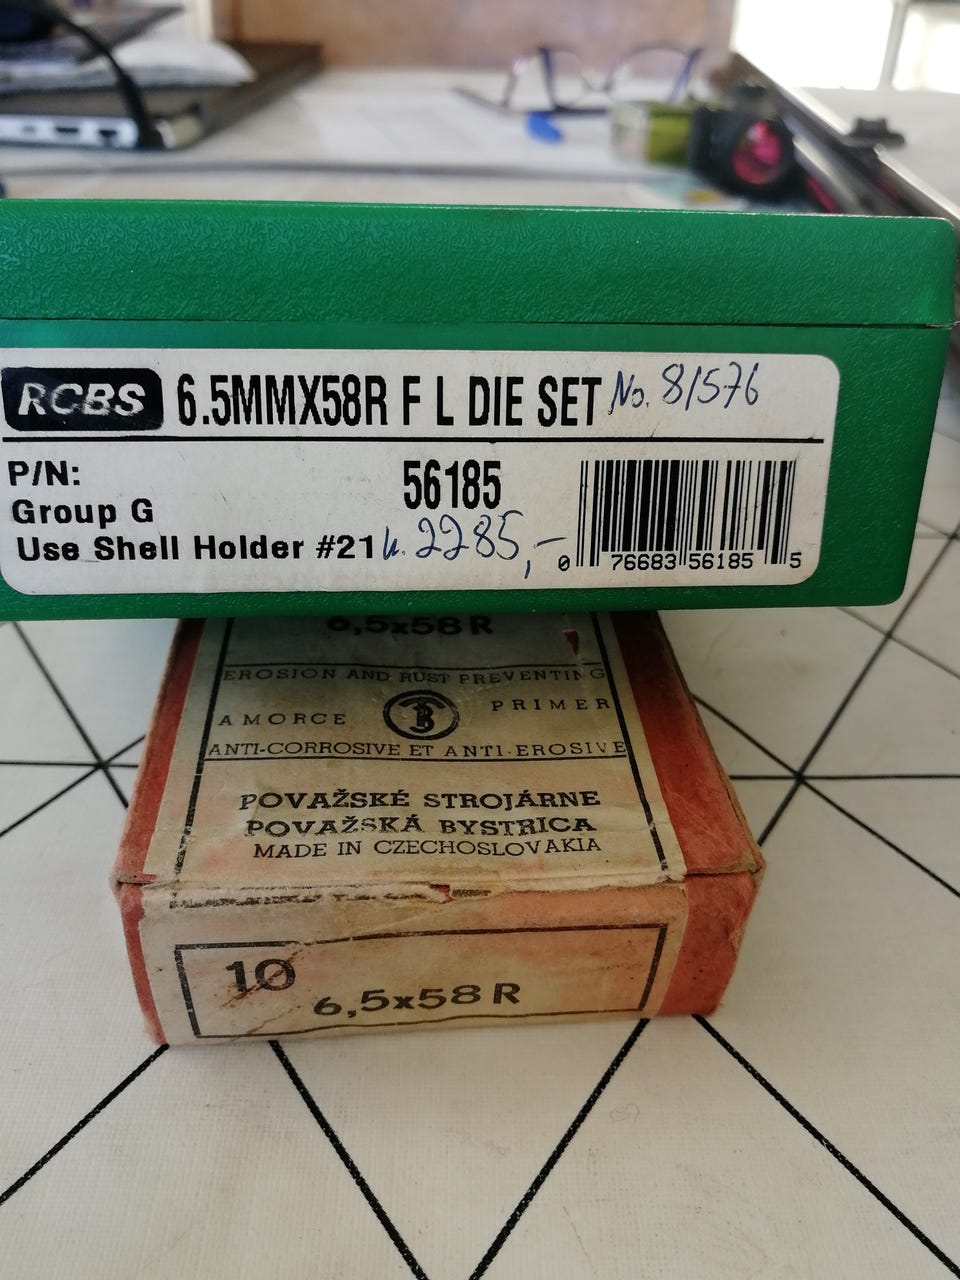 RCBS 6.5MMX58R F L DIE SET No. 81576
P/N: 56185
Group G
Use Shell Holder #21 u. 2285,-
0 76683 56185 5
6,5x58 R
EROSION AND RUST PREVENTING
AMORCE PRIMER
ANTI-CORROSIVE ET ANTI-EROSIVE
POVAŽSKÉ STROJÁRNE
POVAŽSKÁ BYSTRICA
MADE IN CZECHOSLOVAKIA
10
6,5x58 R